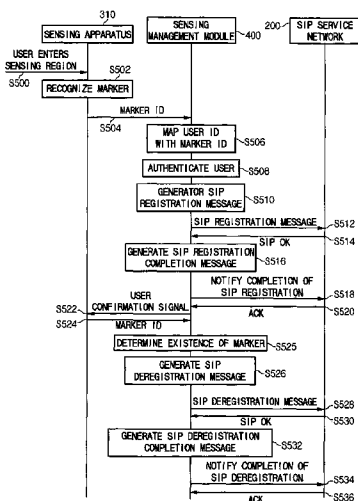 310
SENSING APPARATUS
SENSING
MANAGEMENT MODULE
400
200
SIP SERVICE
NETWORK
USER ENTERS
SENSING REGION
S500
S502
RECOGNIZE MARKER
MARKER ID
S504
MAP USER ID
WITH MARKER ID
S506
AUTHENTICATE USER
S508
GENERATOR SIP
REGISTRATION MESSAGE
S510
SIP REGISTRATION MESSAGE
S512
SIP OK
S514
GENERATE SIP REGISTRATION
COMPLETION MESSAGE
S516
NOTIFY COMPLETION OF
SIP REGISTRATION
S518
ACK
S520
USER
CONFIRMATION SIGNAL
S522
S524
MARKER ID
DETERMINE EXISTENCE OF MARKER
S525
GENERATE SIP
DEREGISTRATION MESSAGE
S526
SIP DEREGISTRATION MESSAGE
S528
SIP OK
S530
GENERATE SIP DEREGISTRATION
COMPLETION MESSAGE
S532
NOTIFY COMPLETION OF
SIP DEREGISTRATION
S534
ACK
S536